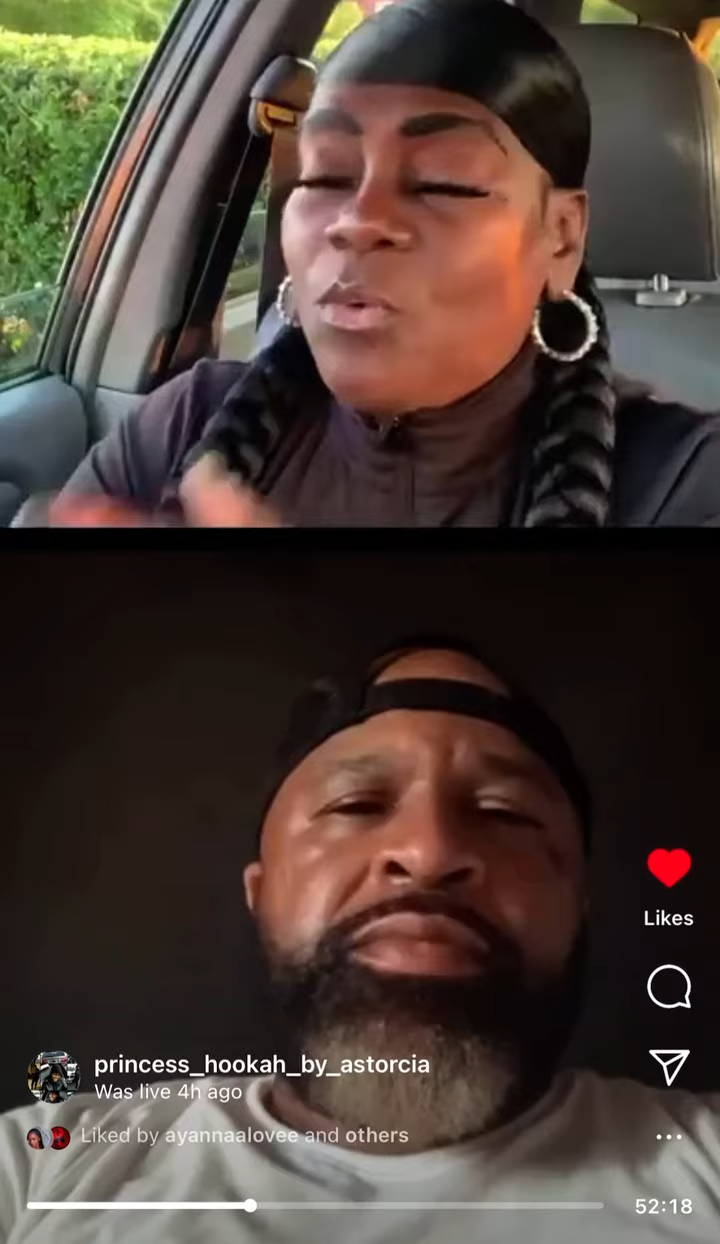 Likes
princess_hookah_by_astorcia
Was live 4h ago
Liked by ayannaalovee and others
52:18